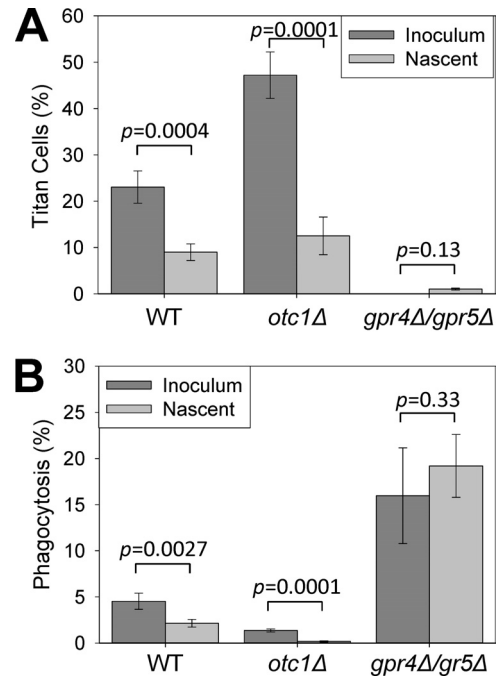 A
60
50
40
30
20
10
0
Titan Cells (%)
Inoculum
Nascent
p=0.0004
p=0.0001
p=0.13
WT
otc1Δ
gpr4Δ/gpr5Δ
B
30
25
20
15
10
5
0
Phagocytosis (%)
Inoculum
Nascent
p=0.0027
p=0.0001
p=0.33
WT
otc1Δ
gpr4Δ/gr5Δ